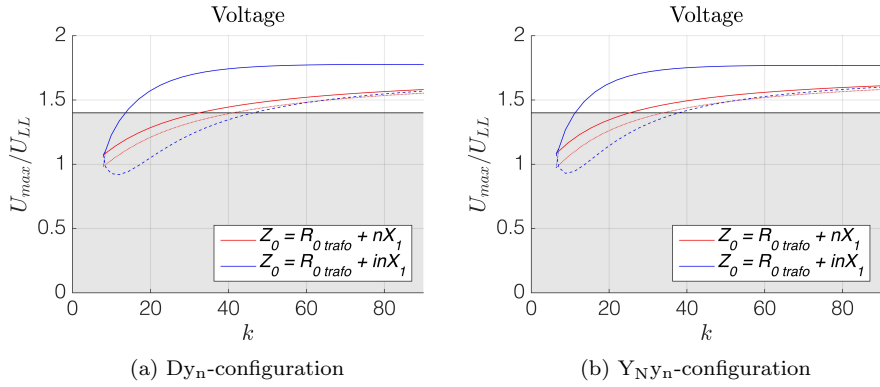 Voltage
2
1.5
1
0.5
0
0 20 40 60 80
U_max/U_LL
k
Z_0 = R_0 trafo + nX_1
Z_0 = R_0 trafo + inX_1
(a) Dy_n-configuration
Voltage
2
1.5
1
0.5
0
0 20 40 60 80
U_max/U_LL
k
Z_0 = R_0 trafo + nX_1
Z_0 = R_0 trafo + inX_1
(b) Y_Ny_n-configuration